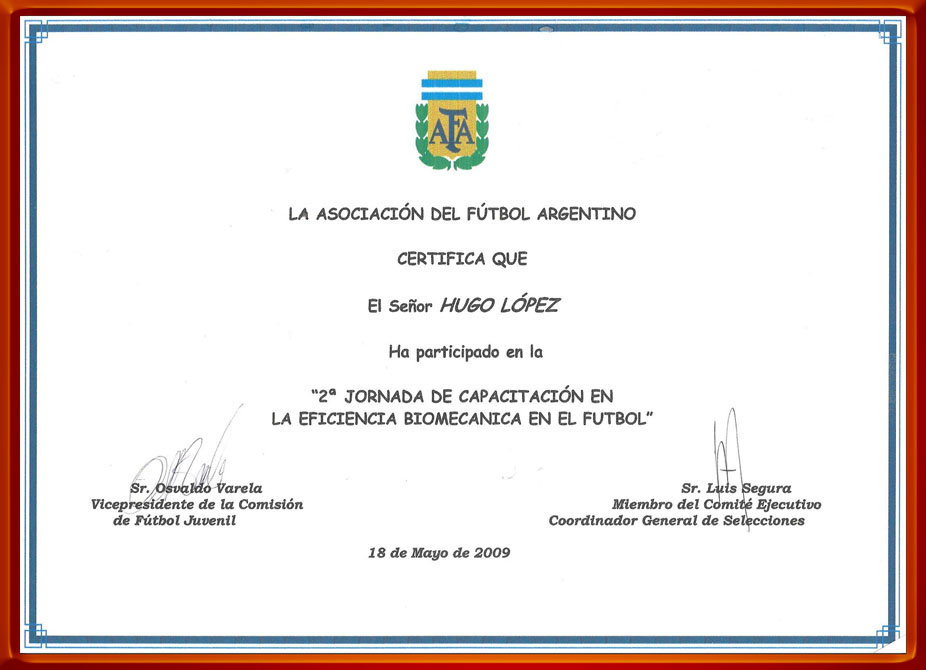 AFA
LA ASOCIACIÓN DEL FÚTBOL ARGENTINO
CERTIFICA QUE
El Señor HUGO LÓPEZ
Ha participado en la
“2ª JORNADA DE CAPACITACIÓN EN
LA EFICIENCIA BIOMECANICA EN EL FUTBOL”
Sr. Osvaldo Varela
Vicepresidente de la Comisión
de Fútbol Juvenil
Sr. Luis Segura
Miembro del Comité Ejecutivo
Coordinador General de Selecciones
18 de Mayo de 2009